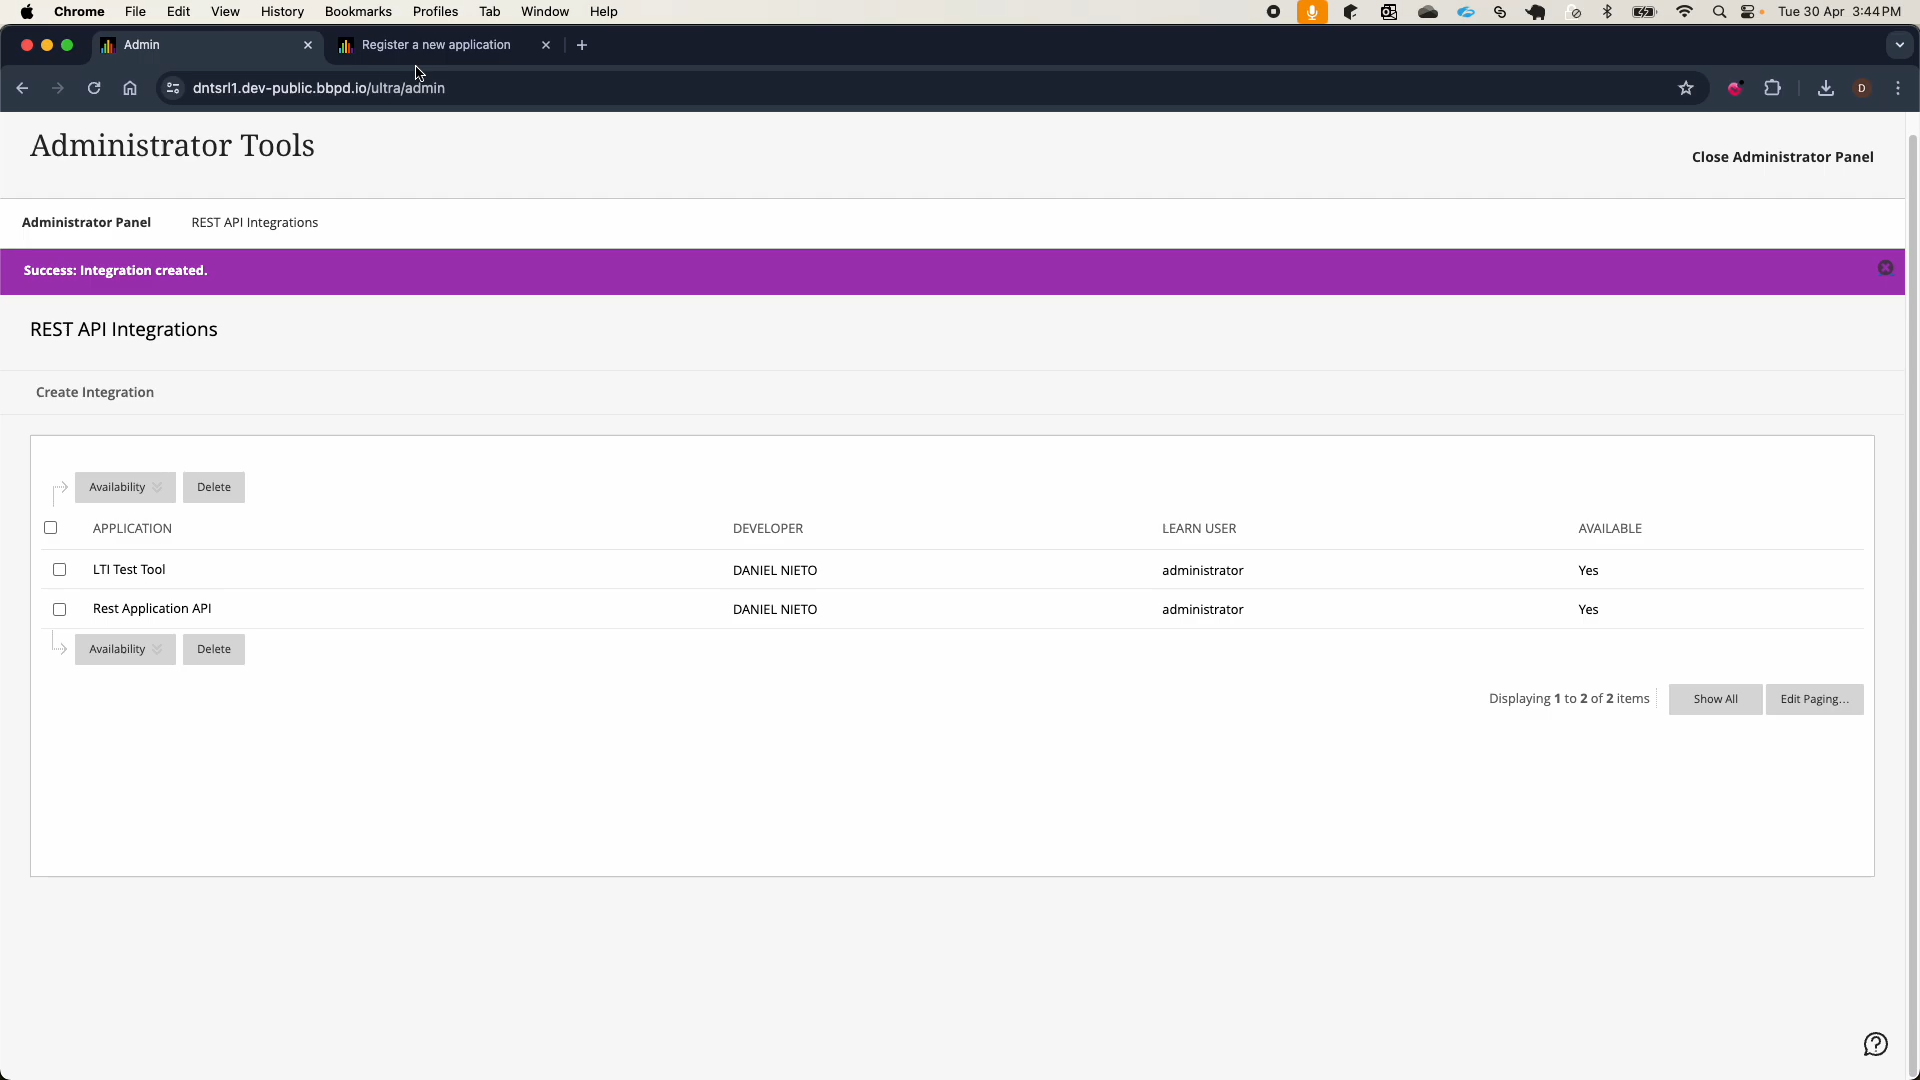 Chrome File Edit View History Bookmarks Profiles Tab Window Help Tue 30 Apr 3:44 PM
Admin Register a new application
dntsrl1.dev-public.bbpd.io/ultra/admin D
Administrator Tools
Close Administrator Panel
Administrator Panel REST API Integrations
Success: Integration created.
REST API Integrations
Create Integration
Availability Delete
APPLICATION DEVELOPER LEARN USER AVAILABLE
LTI Test Tool DANIEL NIETO administrator Yes
Rest Application API DANIEL NIETO administrator Yes
Availability Delete
Displaying 1 to 2 of 2 items Show All Edit Paging...